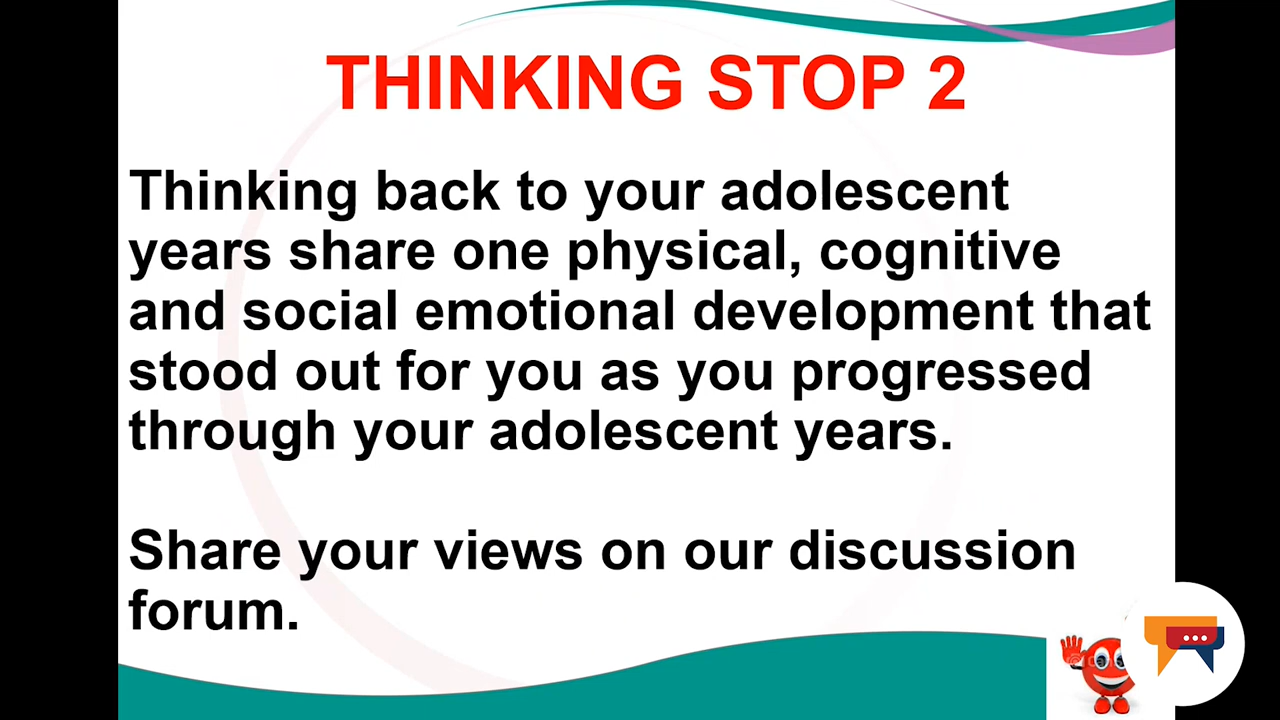 THINKING STOP 2
Thinking back to your adolescent
years share one physical, cognitive
and social emotional development that
stood out for you as you progressed
through your adolescent years.
Share your views on our discussion
forum.